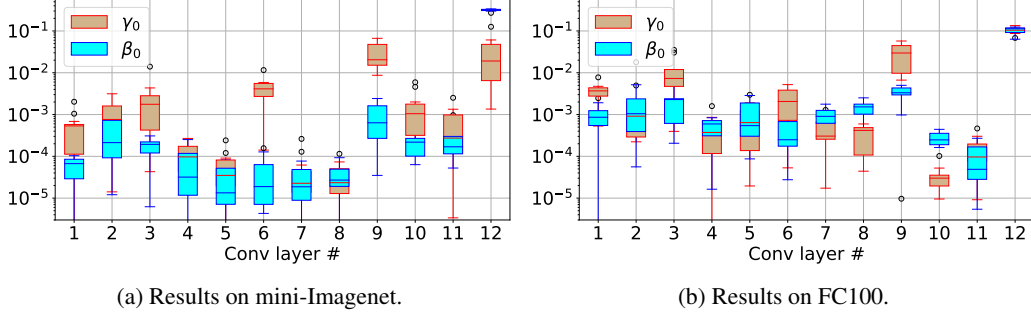 10⁻¹
10⁻²
10⁻³
10⁻⁴
10⁻⁵
γ₀
β₀
1 2 3 4 5 6 7 8 9 10 11 12
Conv layer #
(a) Results on mini-Imagenet.
10⁻¹
10⁻²
10⁻³
10⁻⁴
10⁻⁵
γ₀
β₀
1 2 3 4 5 6 7 8 9 10 11 12
Conv layer #
(b) Results on FC100.